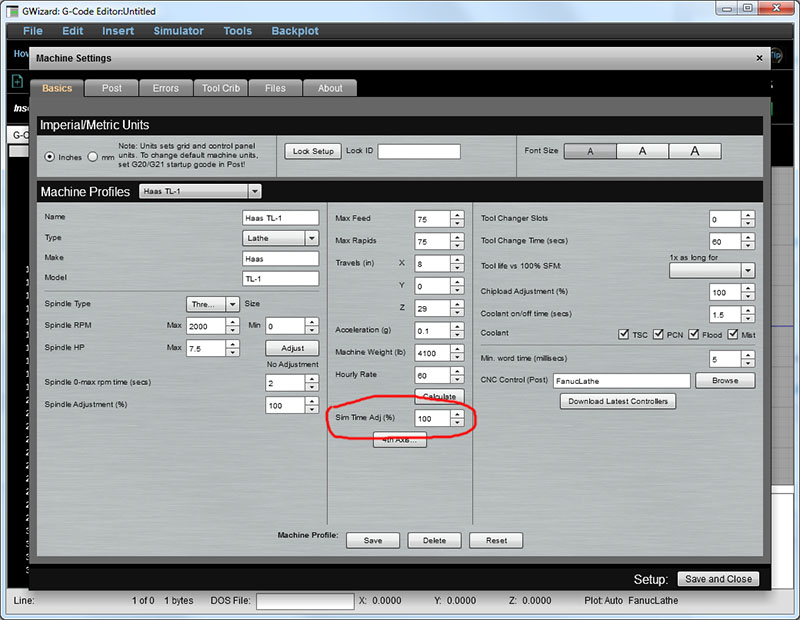 GWizard: G-Code Editor:Untitled
File Edit Insert Simulator Tools Backplot
Machine Settings
Basics Post Errors Tool Crib Files About
Imperial/Metric Units
Inches mm
Note: Units sets grid and control panel
units. To change default machine units,
set G20/G21 startup gcode in Post!
Lock Setup Lock ID
Font Size A A A
Machine Profiles Haas TL-1
Name Haas TL-1
Type Lathe
Make Haas
Model TL-1
Spindle Type Thre... Size
Spindle RPM Max 2000 Min 0
Spindle HP Max 7.5 Adjust
No Adjustment
Spindle 0-max rpm time (secs) 2
Spindle Adjustment (%) 100
Max Feed 75
Max Rapids 75
Travels (in) X 8
Y 0
Z 29
Acceleration (g) 0.1
Machine Weight (lb) 4100
Hourly Rate 60
Calculate
Sim Time Adj (%) 100
4th Axis...
Tool Changer Slots 0
Tool Change Time (secs) 60
1x as long for
Tool life vs 100% SFM:
Chipload Adjustment (%) 100
Coolant on/off time (secs) 1.5
Coolant TSC PCN Flood Mist
Min. word time (millisecs) 5
CNC Control (Post) FanucLathe Browse
Download Latest Controllers
Machine Profile: Save Delete Reset
Setup: Save and Close
Line: 1 of 0 1 bytes DOS File: X: 0.0000 Y: 0.0000 Z: 0.0000 Plot: Auto FanucLathe